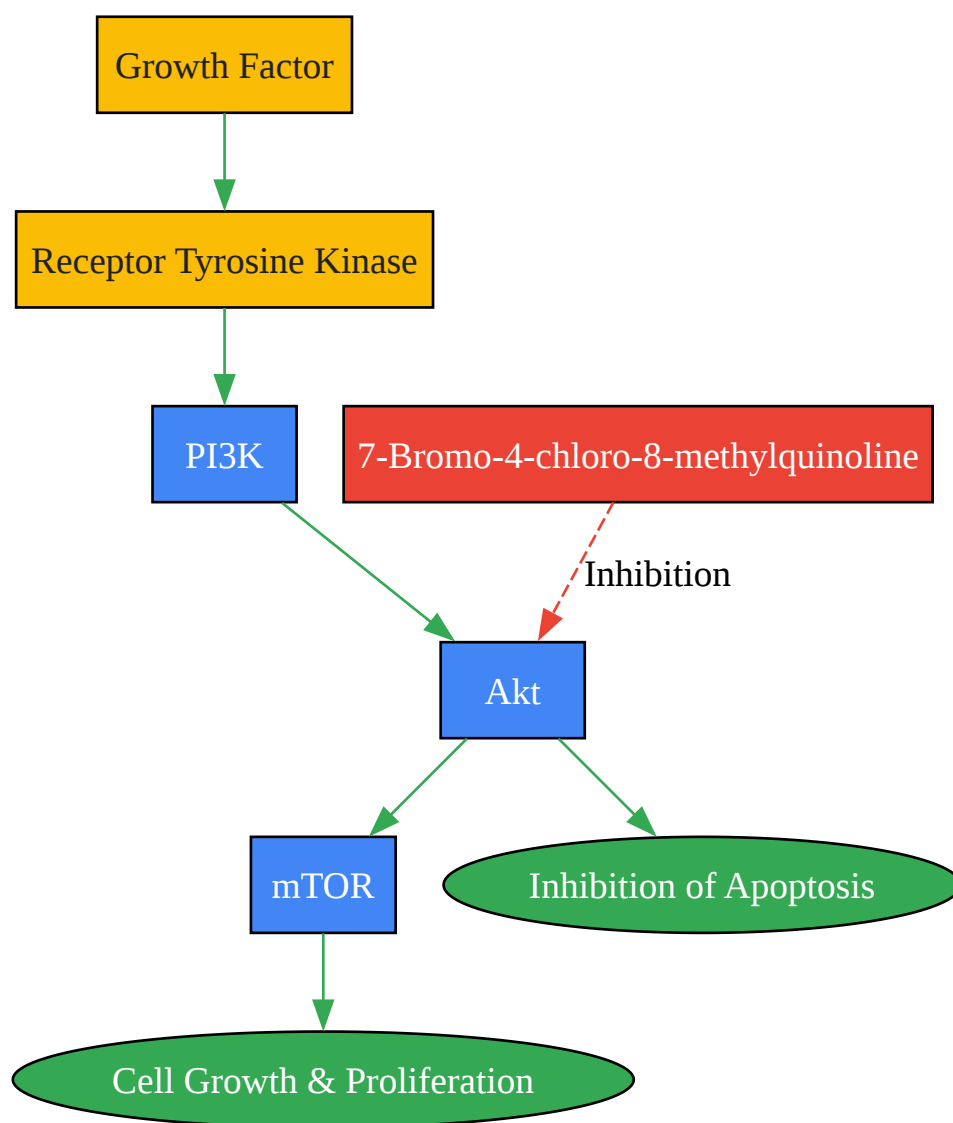 Growth Factor
Receptor Tyrosine Kinase
PI3K
7-Bromo-4-chloro-8-methylquinoline
Inhibition
Akt
mTOR
Inhibition of Apoptosis
Cell Growth & Proliferation